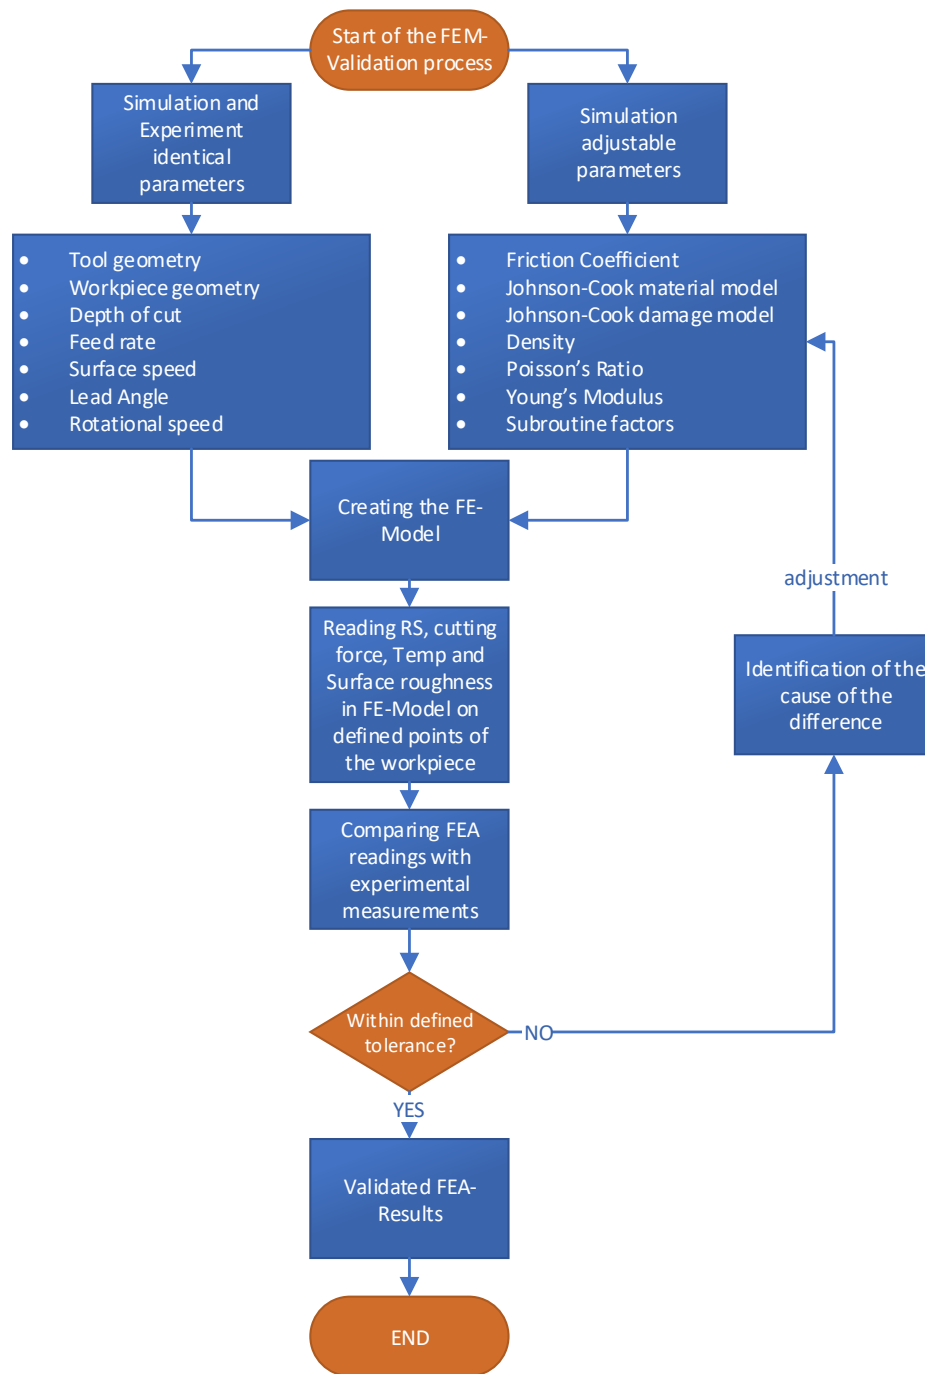 Start of the FEM-
Validation process
Simulation and
Experiment
identical
parameters
Simulation
adjustable
parameters
• Tool geometry
• Workpiece geometry
• Depth of cut
• Feed rate
• Surface speed
• Lead Angle
• Rotational speed
• Friction Coefficient
• Johnson-Cook material model
• Johnson-Cook damage model
• Density
• Poisson's Ratio
• Young's Modulus
• Subroutine factors
Creating the FE-
Model
adjustment
Reading RS, cutting
force, Temp and
Surface roughness
in FE-Model on
defined points of
the workpiece
Identification of the
cause of the
difference
Comparing FEA
readings with
experimental
measurements
Within defined
tolerance?
NO
YES
Validated FEA-
Results
END